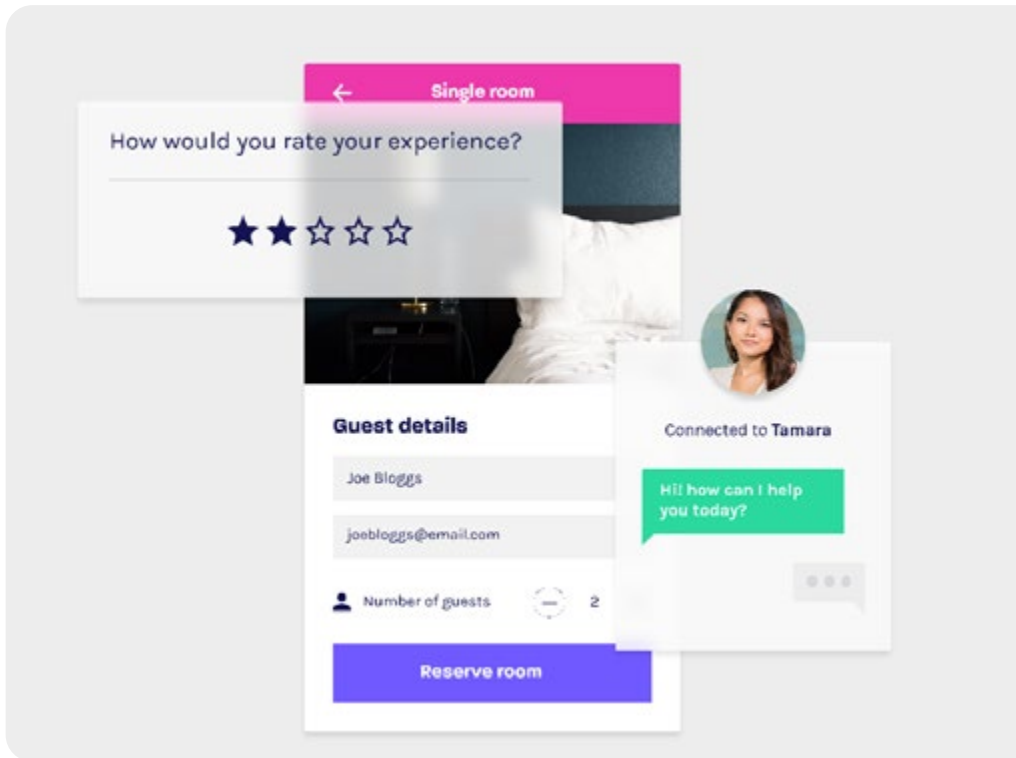 Single room
How would you rate your experience?
Guest details
Joe Bloggs
joebloggs@email.com
Number of guests
2
Reserve room
Connected to Tamara
Hi! how can I help
you today?